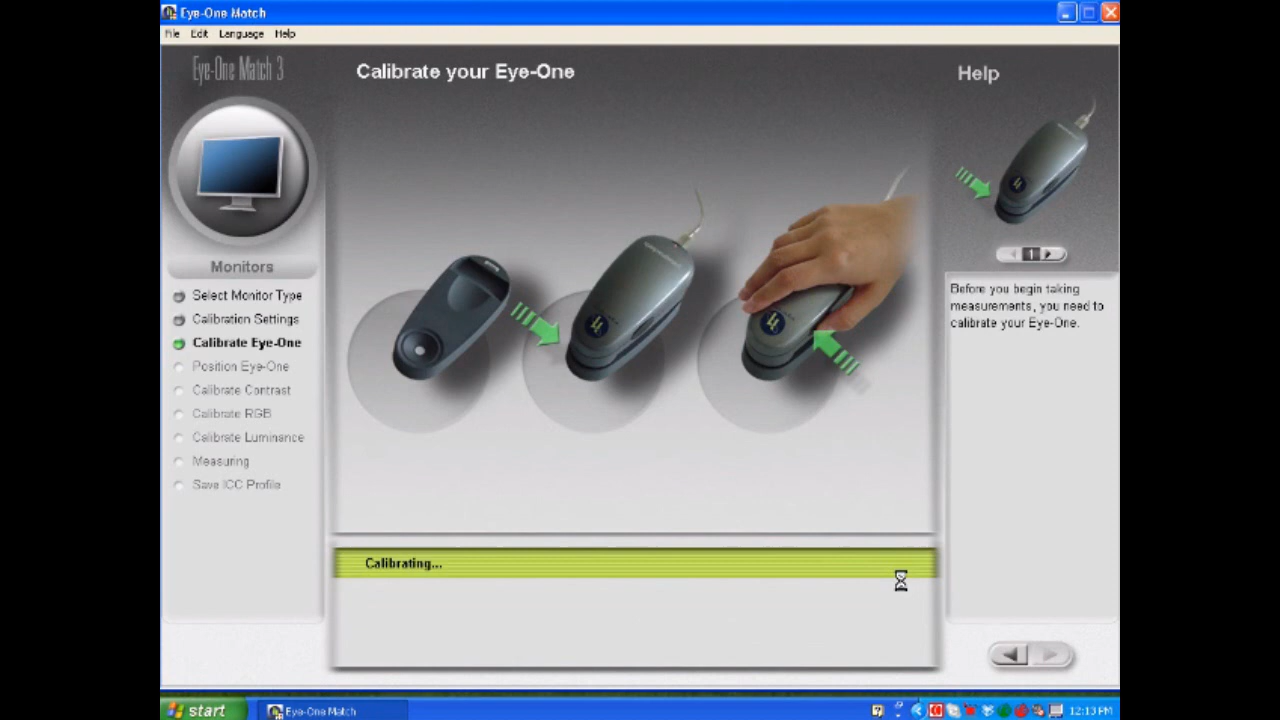 Eye-One Match
File Edit Language Help
Eye-One Match 3
Calibrate your Eye-One
Help
Monitors
Select Monitor Type
Calibration Settings
Calibrate Eye-One
Position Eye-One
Calibrate Contrast
Calibrate RGB
Calibrate Luminance
Measuring
Save ICC Profile
1
Before you begin taking
measurements, you need to
calibrate your Eye-One.
Calibrating...
start
Eye-One Match
12:13 PM